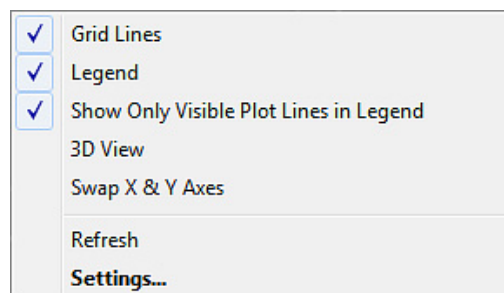 Grid Lines
Legend
Show Only Visible Plot Lines in Legend
3D View
Swap X & Y Axes
Refresh
Settings...